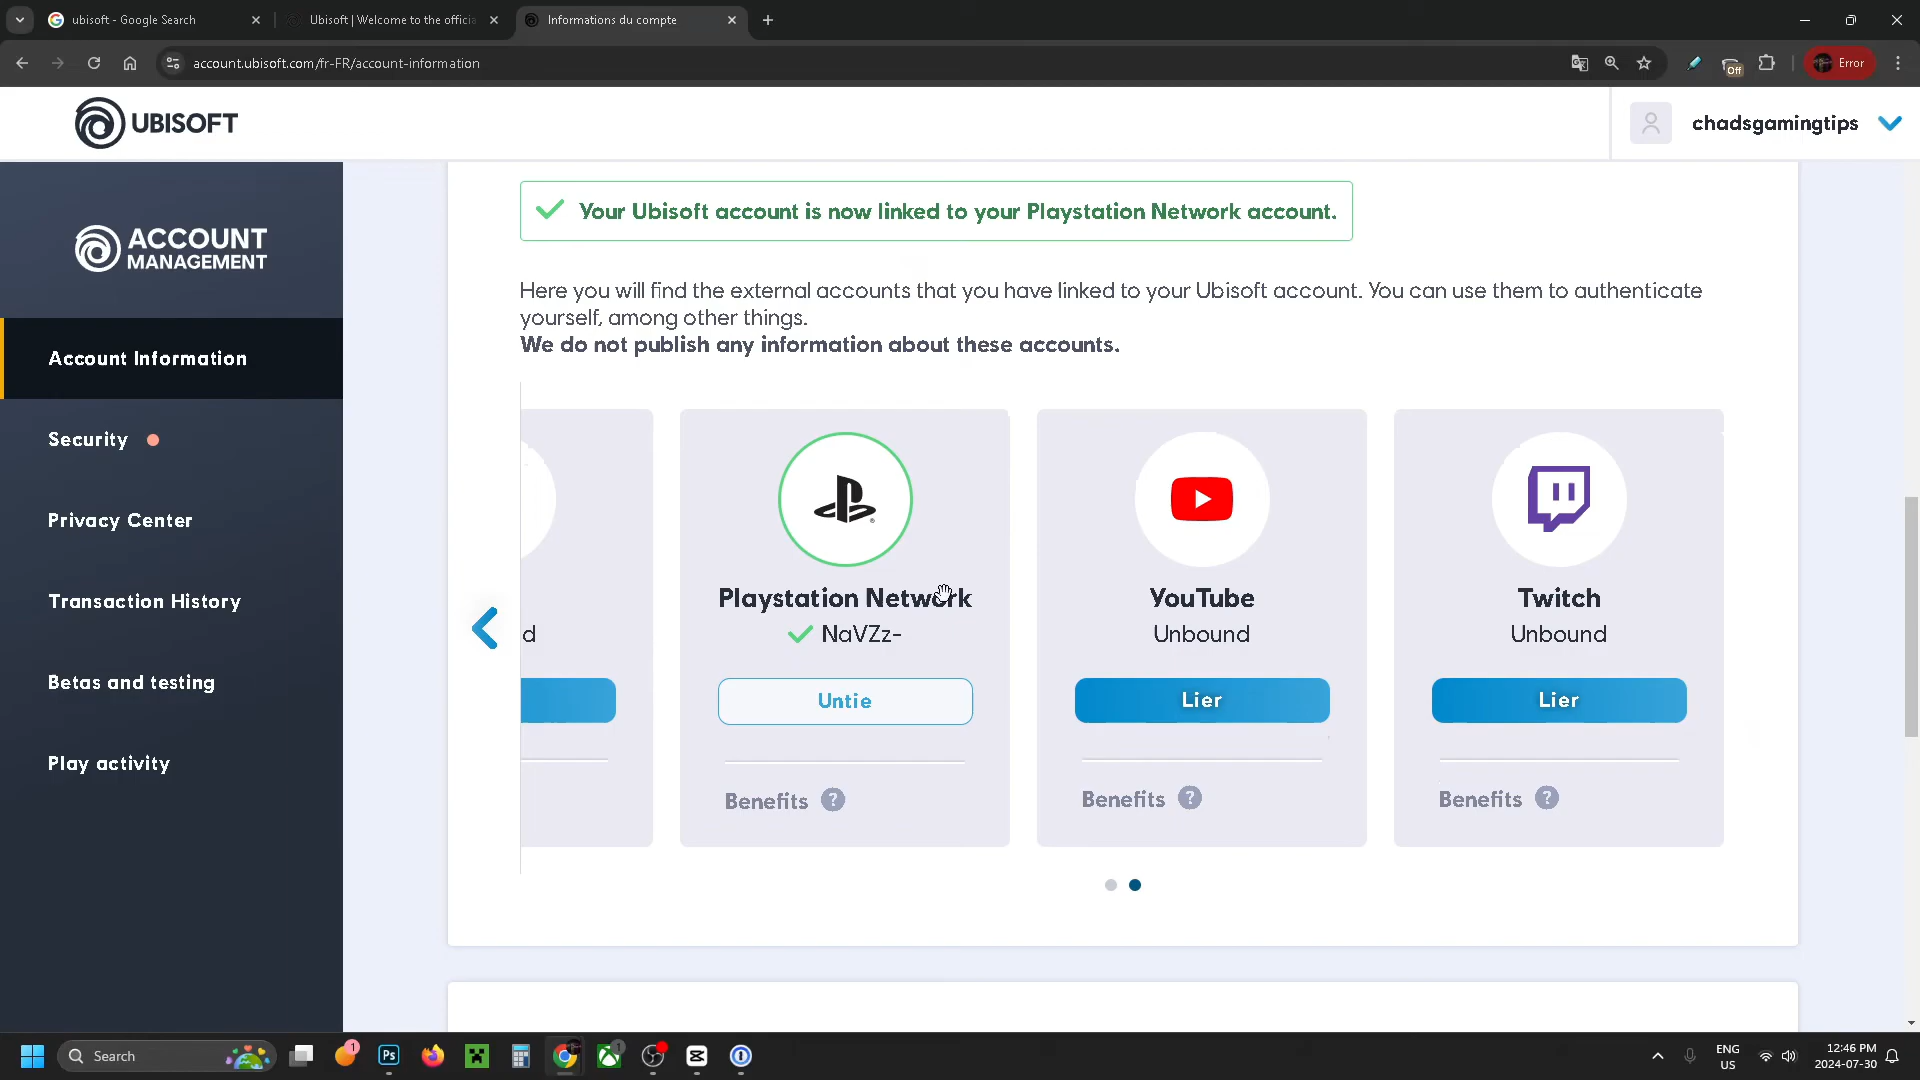 ubisoft - Google Search
Ubisoft | Welcome to the officia
Informations du compte
account.ubisoft.com/fr-FR/account-information
Off
Error
UBISOFT
chadsgamingtips
ACCOUNT
MANAGEMENT
Account Information
Security
Privacy Center
Transaction History
Betas and testing
Play activity
Your Ubisoft account is now linked to your Playstation Network account.
Here you will find the external accounts that you have linked to your Ubisoft account. You can use them to authenticate
yourself, among other things.
We do not publish any information about these accounts.
d
Playstation Network
NaVZz-
Untie
Benefits ?
YouTube
Unbound
Lier
Benefits ?
Twitch
Unbound
Lier
Benefits ?
Search
1
Ps
1
ENG
US
12:46 PM
2024-07-30